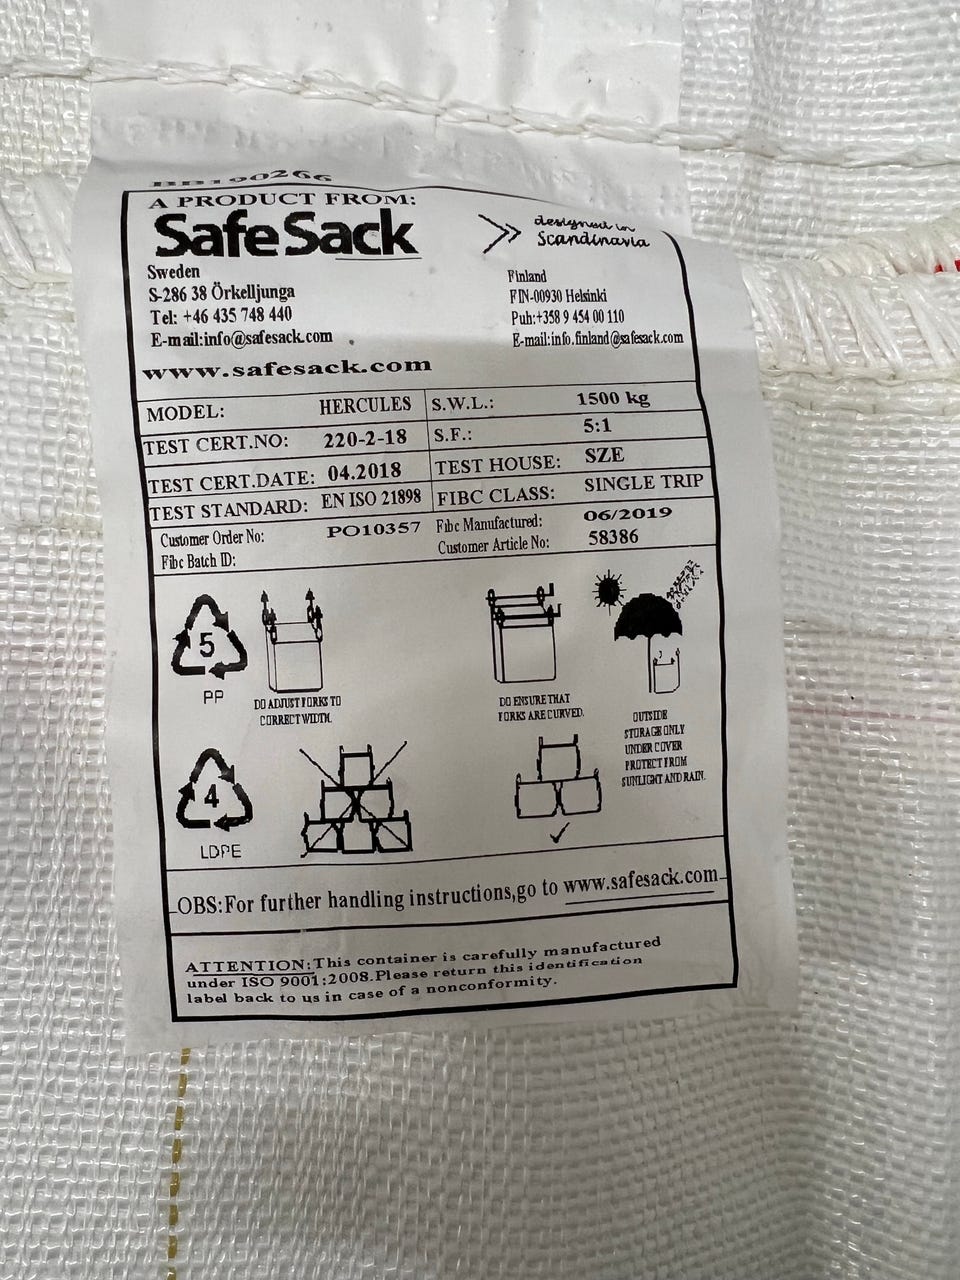 BB100266
A PRODUCT FROM:
SafeSack
designed in
Scandinavia
Sweden
S-286 38 Örkelljunga
Tel: +46 435 748 440
E-mail:info@safesack.com
Finland
FIN-00930 Helsinki
Puh:+358 9 454 00 110
E-mail:info.finland@safesack.com
www.safesack.com
MODEL: HERCULES S.W.L.: 1500 kg
TEST CERT.NO: 220-2-18 S.F.: 5:1
TEST CERT.DATE: 04.2018 TEST HOUSE: SZE
TEST STANDARD: EN ISO 21898 FIBC CLASS: SINGLE TRIP
Customer Order No: PO10357 Fibc Manufactured: 06/2019
Fibc Batch ID: Customer Article No: 58386
5
PP
DO ADJUST FORKS TO
CORRECT WIDTH.
DO ENSURE THAT
FORKS ARE CURVED.
OUTSIDE
STORAGE ONLY
UNDER COVER
PROTECT FROM
SUNLIGHT AND RAIN.
4
LDPE
OBS:For further handling instructions,go to www.safesack.com
ATTENTION:This container is carefully manufactured
under ISO 9001:2008.Please return this identification
label back to us in case of a nonconformity.